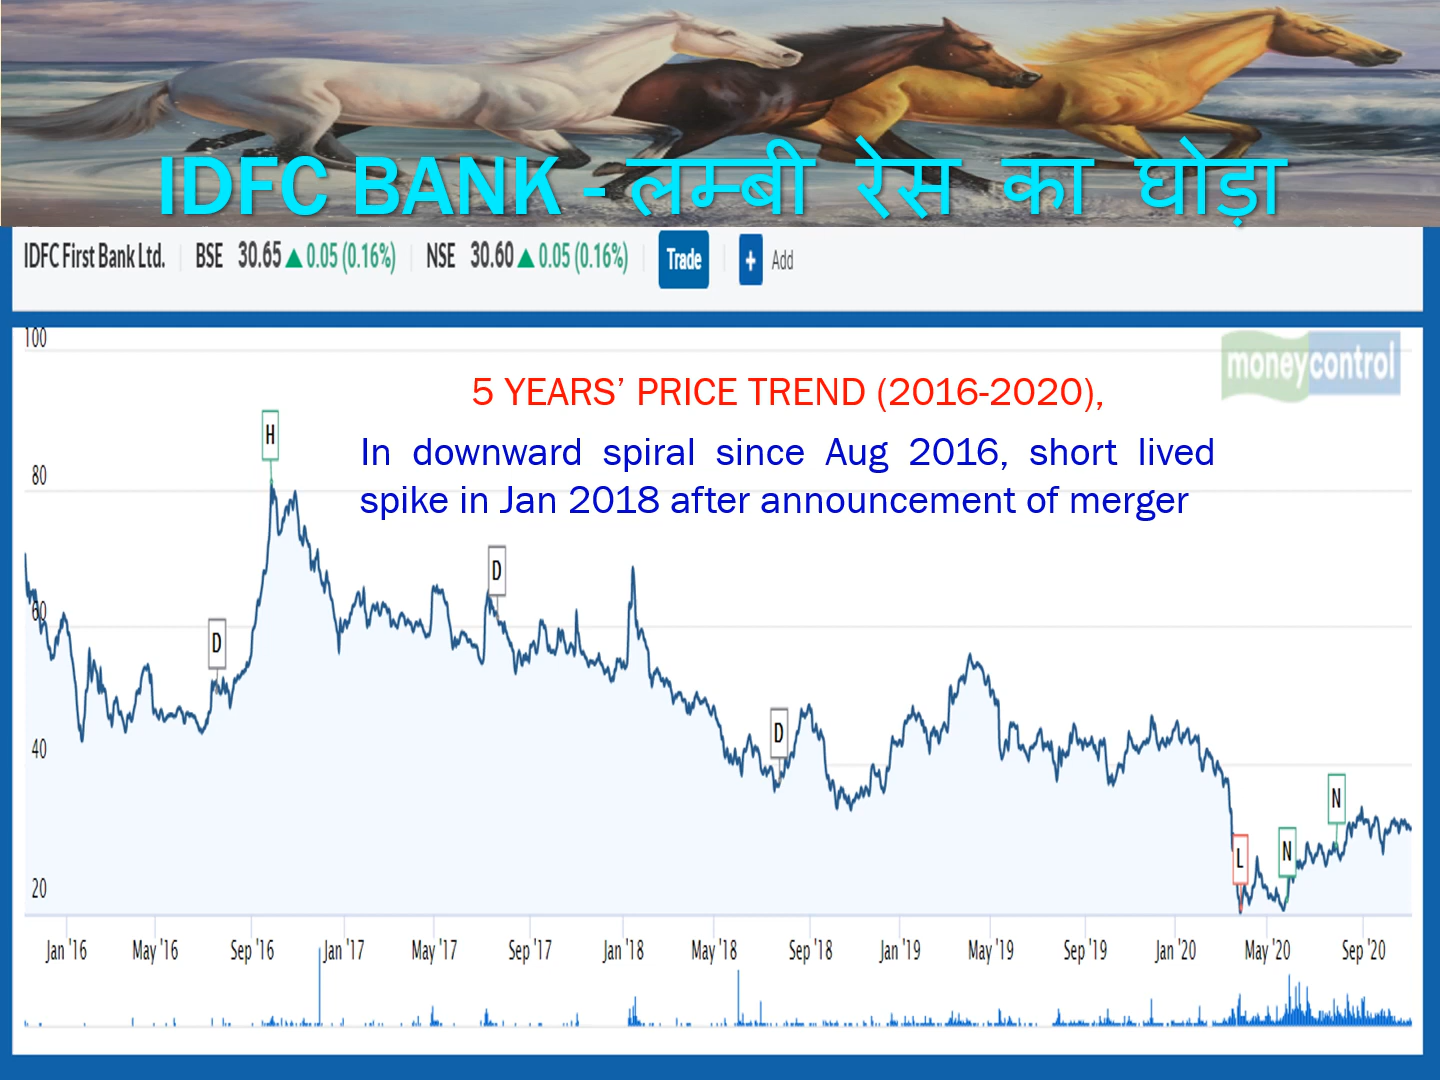 IDFC BANK - लम्बी रेस का घोड़ा
IDFC First Bank Ltd. BSE 30.65 ▲ 0.05 (0.16%) NSE 30.60 ▲ 0.05 (0.16%) Trade + Add
moneycontrol
5 YEARS’ PRICE TREND (2016-2020),
In downward spiral since Aug 2016, short lived
spike in Jan 2018 after announcement of merger
100
80
60
40
20
H
D
D
D
L
N
N
Jan '16 May '16 Sep '16 Jan '17 May '17 Sep '17 Jan '18 May '18 Sep '18 Jan '19 May '19 Sep '19 Jan '20 May '20 Sep '20